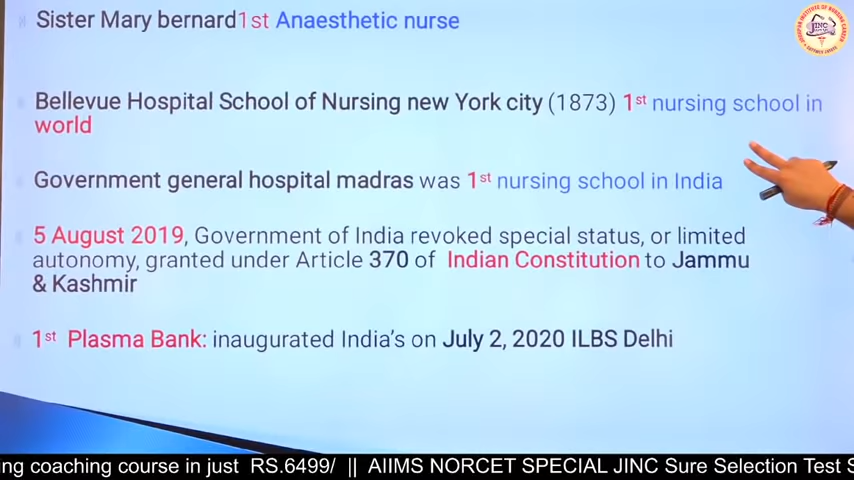 Sister Mary bernard1st Anaesthetic nurse
JINC
Bellevue Hospital School of Nursing new York city (1873) 1st nursing school in
world
Government general hospital madras was 1st nursing school in India
5 August 2019, Government of India revoked special status, or limited
autonomy, granted under Article 370 of Indian Constitution to Jammu
& Kashmir
1st Plasma Bank: inaugurated India's on July 2, 2020 ILBS Delhi
ng coaching course in just RS.6499/ || AIIMS NORCET SPECIAL JINC Sure Selection Test S